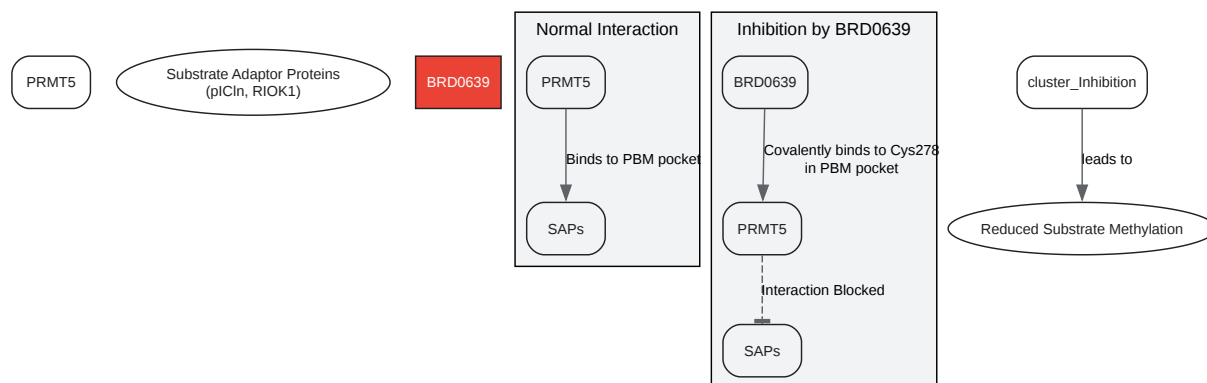 PRMT5
Substrate Adaptor Proteins
(pICln, RIOK1)
BRD0639
Normal Interaction
PRMT5
Binds to PBM pocket
SAPs
Inhibition by BRD0639
BRD0639
Covalently binds to Cys278
in PBM pocket
PRMT5
Interaction Blocked
SAPs
cluster_Inhibition
leads to
Reduced Substrate Methylation